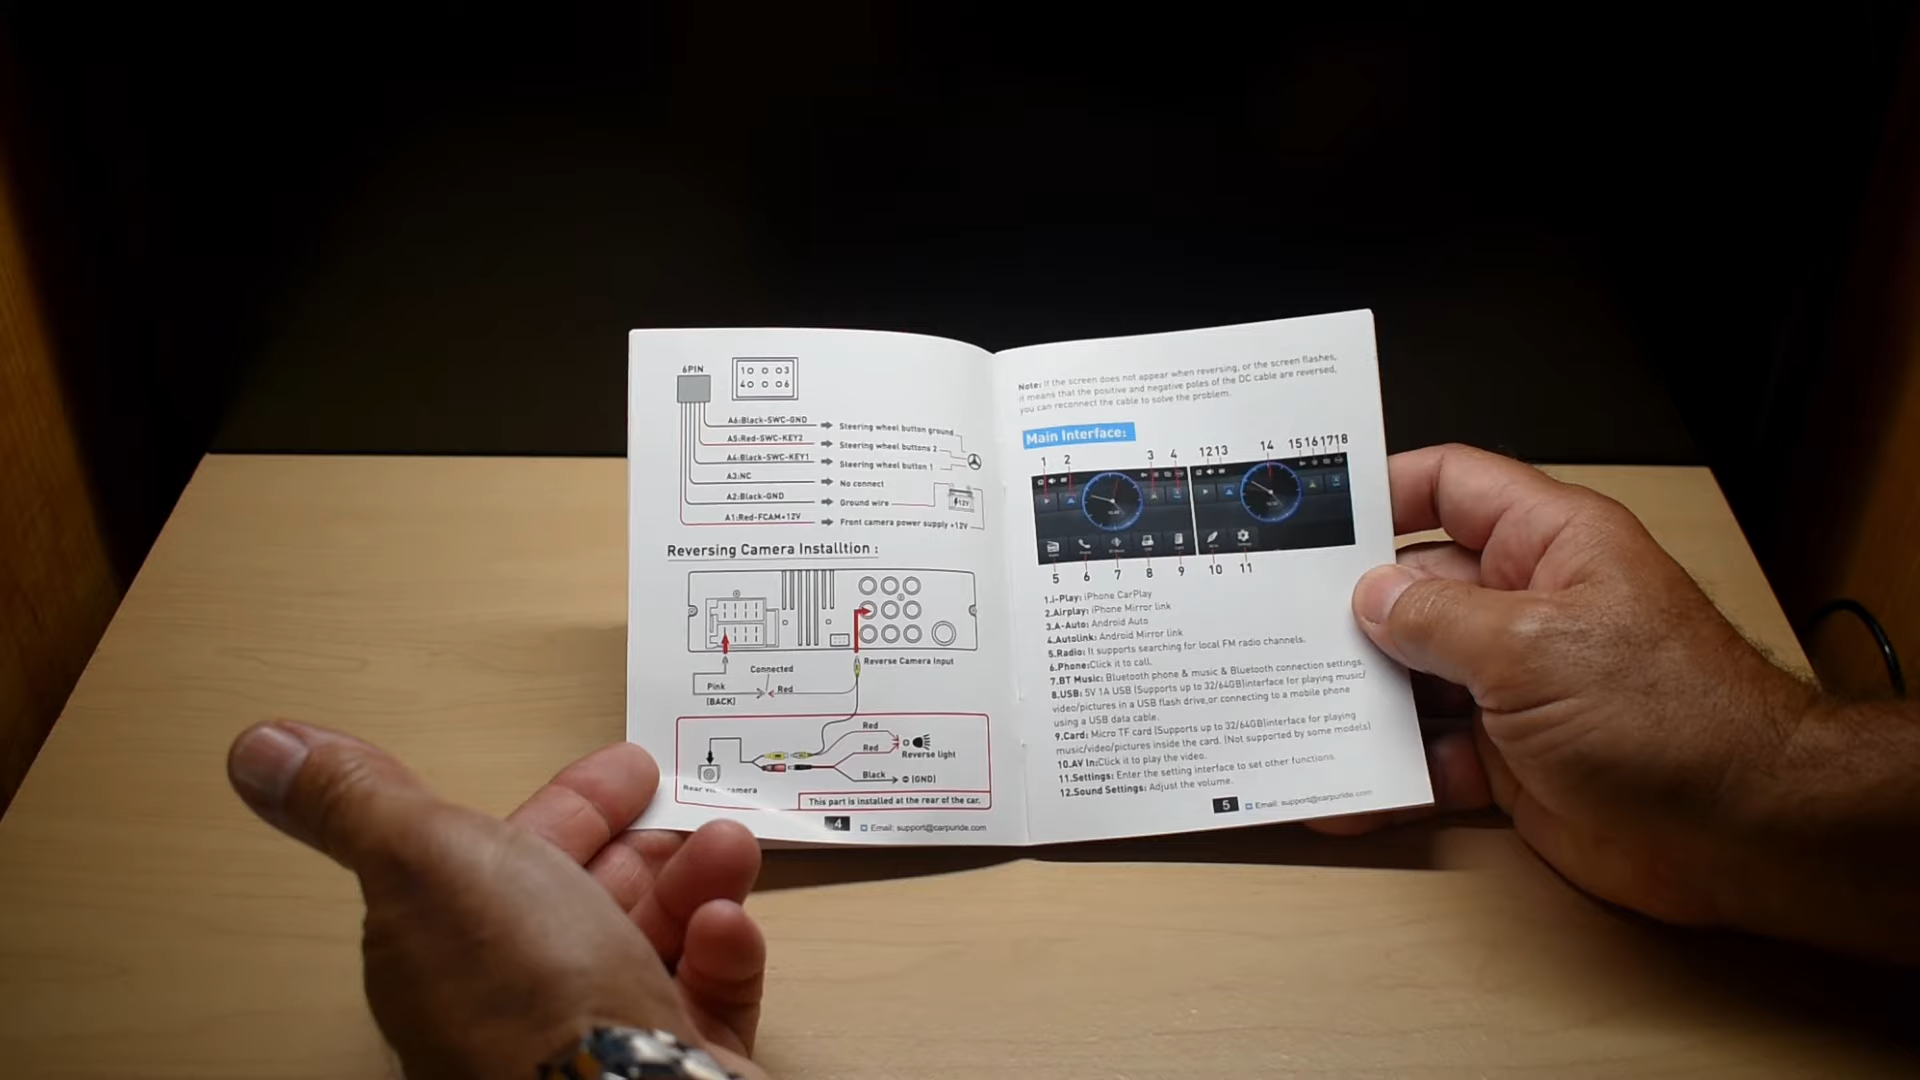 6PIN
1 3
4 6
A6:Black-SWC-GND
Steering wheel button ground
A5:Red-SWC-KEY2
Steering wheel buttons 2
A4:Black-SWC-KEY1
Steering wheel button 1
A3:NC
No connect
A2:Black-GND
Ground wire
12V
A1:Red-FCAM+12V
Front camera power supply +12V
Reversing Camera Installtion :
Reverse Camera Input
Connected
Pink
Red
[BACK]
Red
Red
Reverse light
Black
[GND]
Rear camera
This part is installed at the rear of the car.
4
Email: support@carpuride.com
Note: If the screen does not appear when reversing, or the screen flashes,
it means that the positive and negative poles of the DC cable are reversed,
you can reconnect the cable to solve the problem.
Main Interface:
1 2 3 4 12 13 14 15 16 17 18
5 6 7 8 9 10 11
1.i-Play: iPhone CarPlay
2.Airplay: iPhone Mirror link
3.A-Auto: Android Auto
4.Autolink: Android Mirror link
5.Radio: It supports searching for local FM radio channels.
6.Phone:Click it to call.
7.BT Music: Bluetooth phone & music & Bluetooth connection settings.
8.USB: 5V 1A USB (Supports up to 32/64GB)interface for playing music/
video/pictures in a USB flash drive,or connecting to a mobile phone
using a USB data cable.
9.Card: Micro TF card (Supports up to 32/64GB)interface for playing
music/video/pictures inside the card. (Not supported by some models)
10.AV In:Click it to play the video.
11.Settings: Enter the setting interface to set other functions.
12.Sound Settings: Adjust the volume.
5
Email: support@carpuride.com